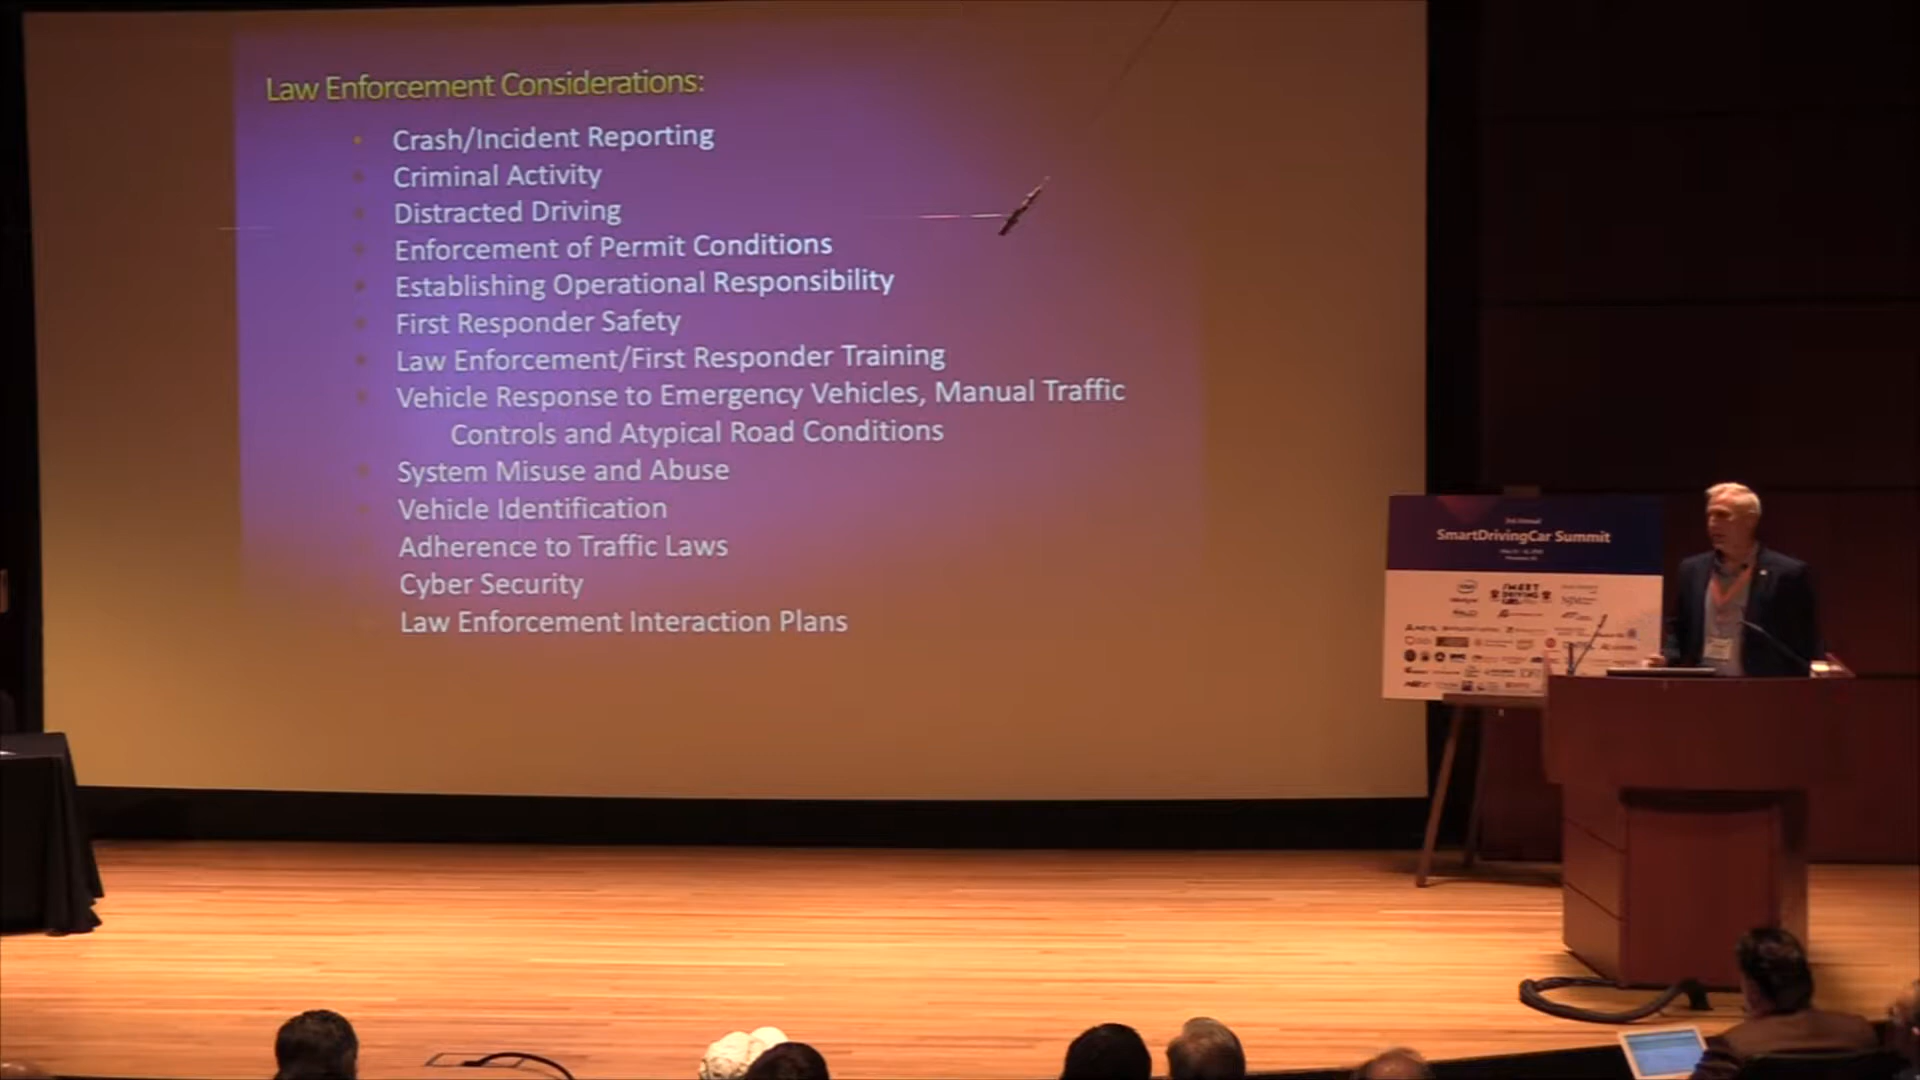 Law Enforcement Considerations:
Crash/Incident Reporting
Criminal Activity
Distracted Driving
Enforcement of Permit Conditions
Establishing Operational Responsibility
First Responder Safety
Law Enforcement/First Responder Training
Vehicle Response to Emergency Vehicles, Manual Traffic
Controls and Atypical Road Conditions
System Misuse and Abuse
Vehicle Identification
Adherence to Traffic Laws
Cyber Security
Law Enforcement Interaction Plans
SmartDrivingCar Summit
SMART
DRIVING